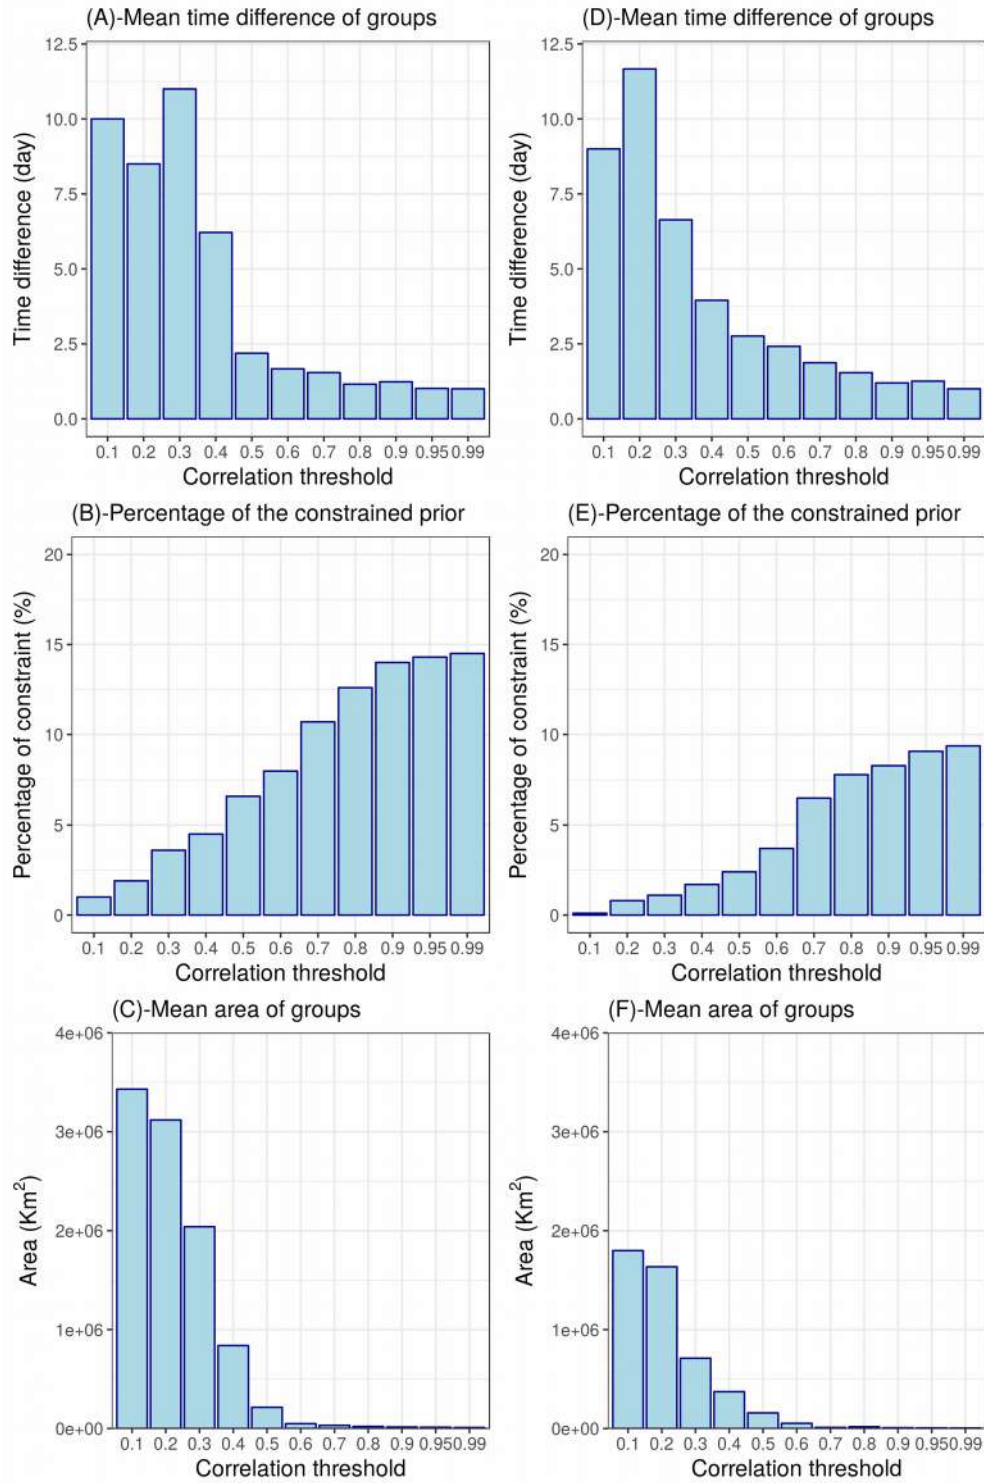 (A)-Mean time difference of groups
12.5
10.0
7.5
5.0
2.5
0.0
Time difference (day)
0.1 0.2 0.3 0.4 0.5 0.6 0.7 0.8 0.9 0.95 0.99
Correlation threshold
(D)-Mean time difference of groups
12.5
10.0
7.5
5.0
2.5
0.0
Time difference (day)
0.1 0.2 0.3 0.4 0.5 0.6 0.7 0.8 0.9 0.95 0.99
Correlation threshold
(B)-Percentage of the constrained prior
20
15
10
5
0
Percentage of constraint (%)
0.1 0.2 0.3 0.4 0.5 0.6 0.7 0.8 0.9 0.95 0.99
Correlation threshold
(E)-Percentage of the constrained prior
20
15
10
5
0
Percentage of constraint (%)
0.1 0.2 0.3 0.4 0.5 0.6 0.7 0.8 0.9 0.95 0.99
Correlation threshold
(C)-Mean area of groups
4e+06
3e+06
2e+06
1e+06
0e+00
Area (Km²)
0.1 0.2 0.3 0.4 0.5 0.6 0.7 0.8 0.9 0.95 0.99
Correlation threshold
(F)-Mean area of groups
4e+06
3e+06
2e+06
1e+06
0e+00
Area (Km²)
0.1 0.2 0.3 0.4 0.5 0.6 0.7 0.8 0.9 0.95 0.99
Correlation threshold